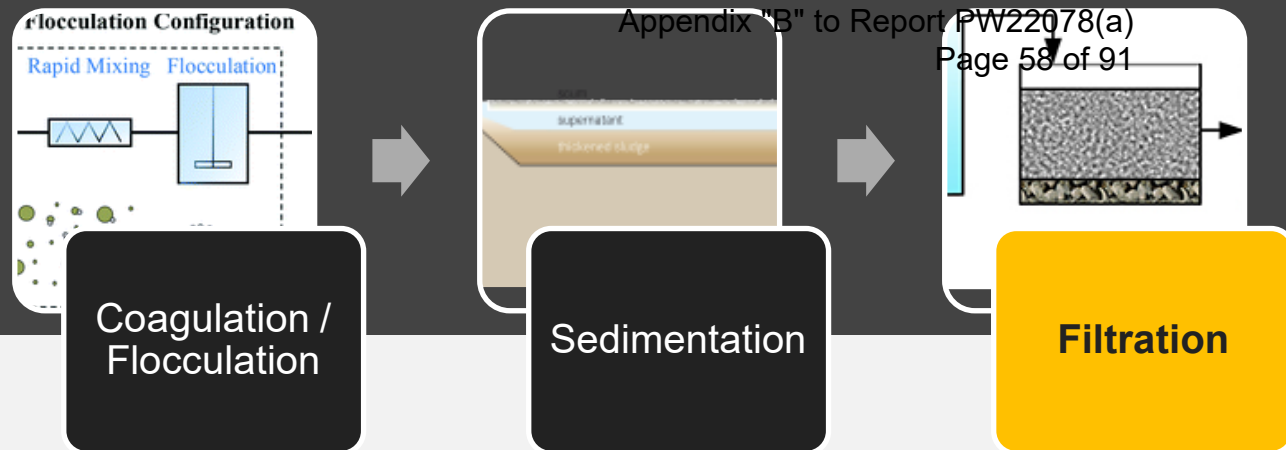 Appendix "B" to Report PW22078(a)
Page 58 of 91
Flocculation Configuration
Rapid Mixing Flocculation
scum
supernatant
thickened sludge
Coagulation /
Flocculation
Sedimentation
Filtration